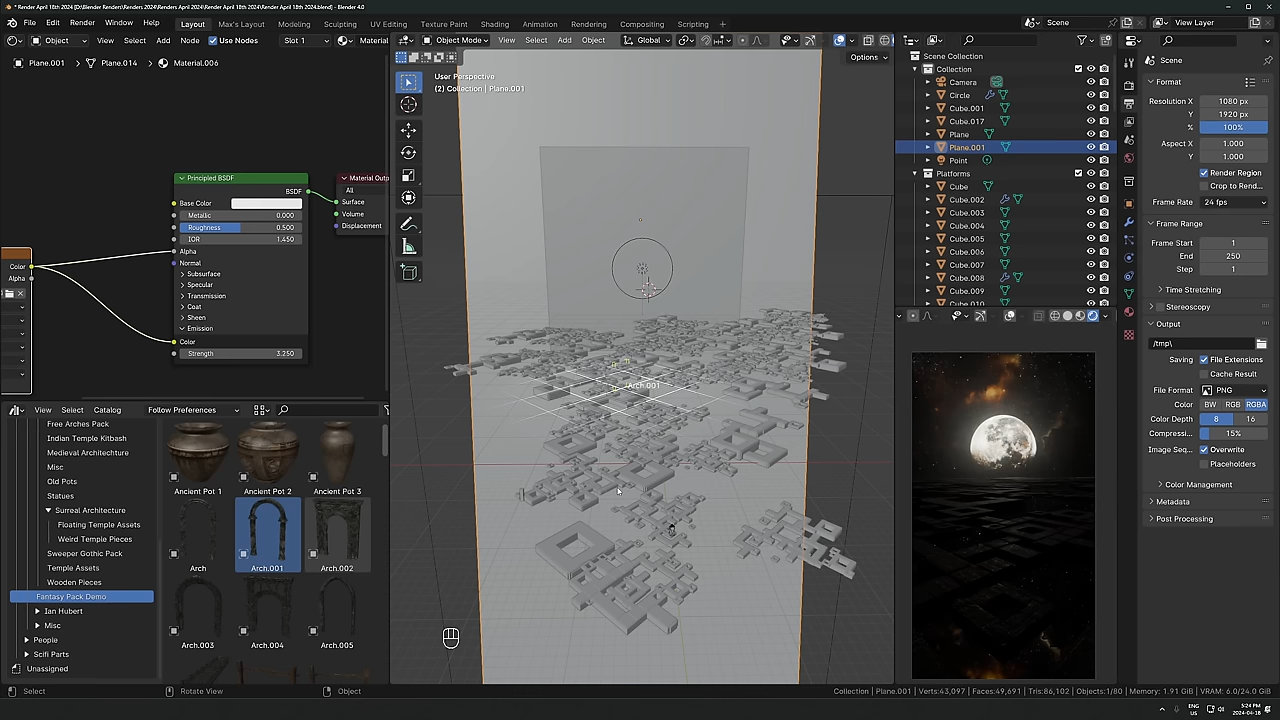 * Render April 18th 2024 [D:\Blender Renders\Renders 2024\Renders April 2024\Render April 18th 2024\Render April 18th 2024.blend] - Blender 4.0
File Edit Render Window Help Layout Max's Layout Modeling Sculpting UV Editing Texture Paint Shading Animation Rendering Compositing Scripting + Scene View Layer
Object View Select Add Node Use Nodes Slot 1 Material
Object Mode View Select Add Object Global
Plane.001 > Plane.014 > Material.006
Options
User Perspective
(2) Collection | Plane.001
Principled BSDF
BSDF
Base Color
Metallic 0.000
Roughness 0.500
IOR 1.450
Alpha
Normal
Subsurface
Specular
Transmission
Coat
Sheen
Emission
Color
Strength 3.250
Material Outp
All
Surface
Volume
Displacement
Color
Alpha
Arch.001
View Select Catalog Follow Preferences
Free Arches Pack
Indian Temple Kitbash
Medieval Architechture
Misc
Old Pots
Statues
Surreal Architecture
Floating Temple Assets
Weird Temple Pieces
Sweeper Gothic Pack
Temple Assets
Wooden Pieces
Fantasy Pack Demo
Ian Hubert
Misc
People
Scifi Parts
Unassigned
Ancient Pot 1 Ancient Pot 2 Ancient Pot 3
Arch Arch.001 Arch.002
Arch.003 Arch.004 Arch.005
Scene Collection
Collection
Camera
Circle
Cube.001
Cube.017
Plane
Plane.001
Point
Platforms
Cube
Cube.002
Cube.003
Cube.004
Cube.005
Cube.006
Cube.007
Cube.008
Cube.009
Cube.010
Scene
Format
Resolution X 1080 px
Y 1920 px
% 100%
Aspect X 1.000
Y 1.000
Render Region
Crop to Rend...
Frame Rate 24 fps
Frame Range
Frame Start 1
End 250
Step 1
Time Stretching
Stereoscopy
Output
/tmp\
Saving File Extensions
Cache Result
File Format PNG
Color BW RGB RGBA
Color Depth 8 16
Compressi... 15%
Image Seq... Overwrite
Placeholders
Color Management
Metadata
Post Processing
Select Rotate View Object
Collection | Plane.001 | Verts:43,097 | Faces:49,691 | Tris:86,102 | Objects:1/80 | Memory: 1.91 GiB | VRAM: 6.0/24.0 GiB
ENG
US
5:24 PM
2024-04-18